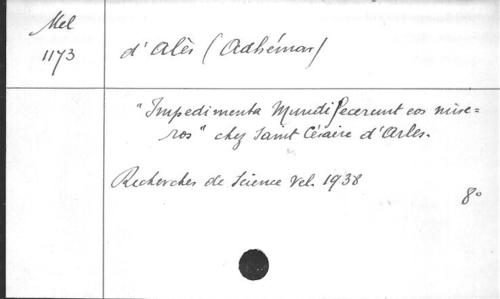 Mel
1173
d'Alès (Adhémar)
"Impedimenta Mundi fecerunt eos mise=
ros" chez Saint Césaire d'Arles.
Recherches de Science rel. 1938
8°